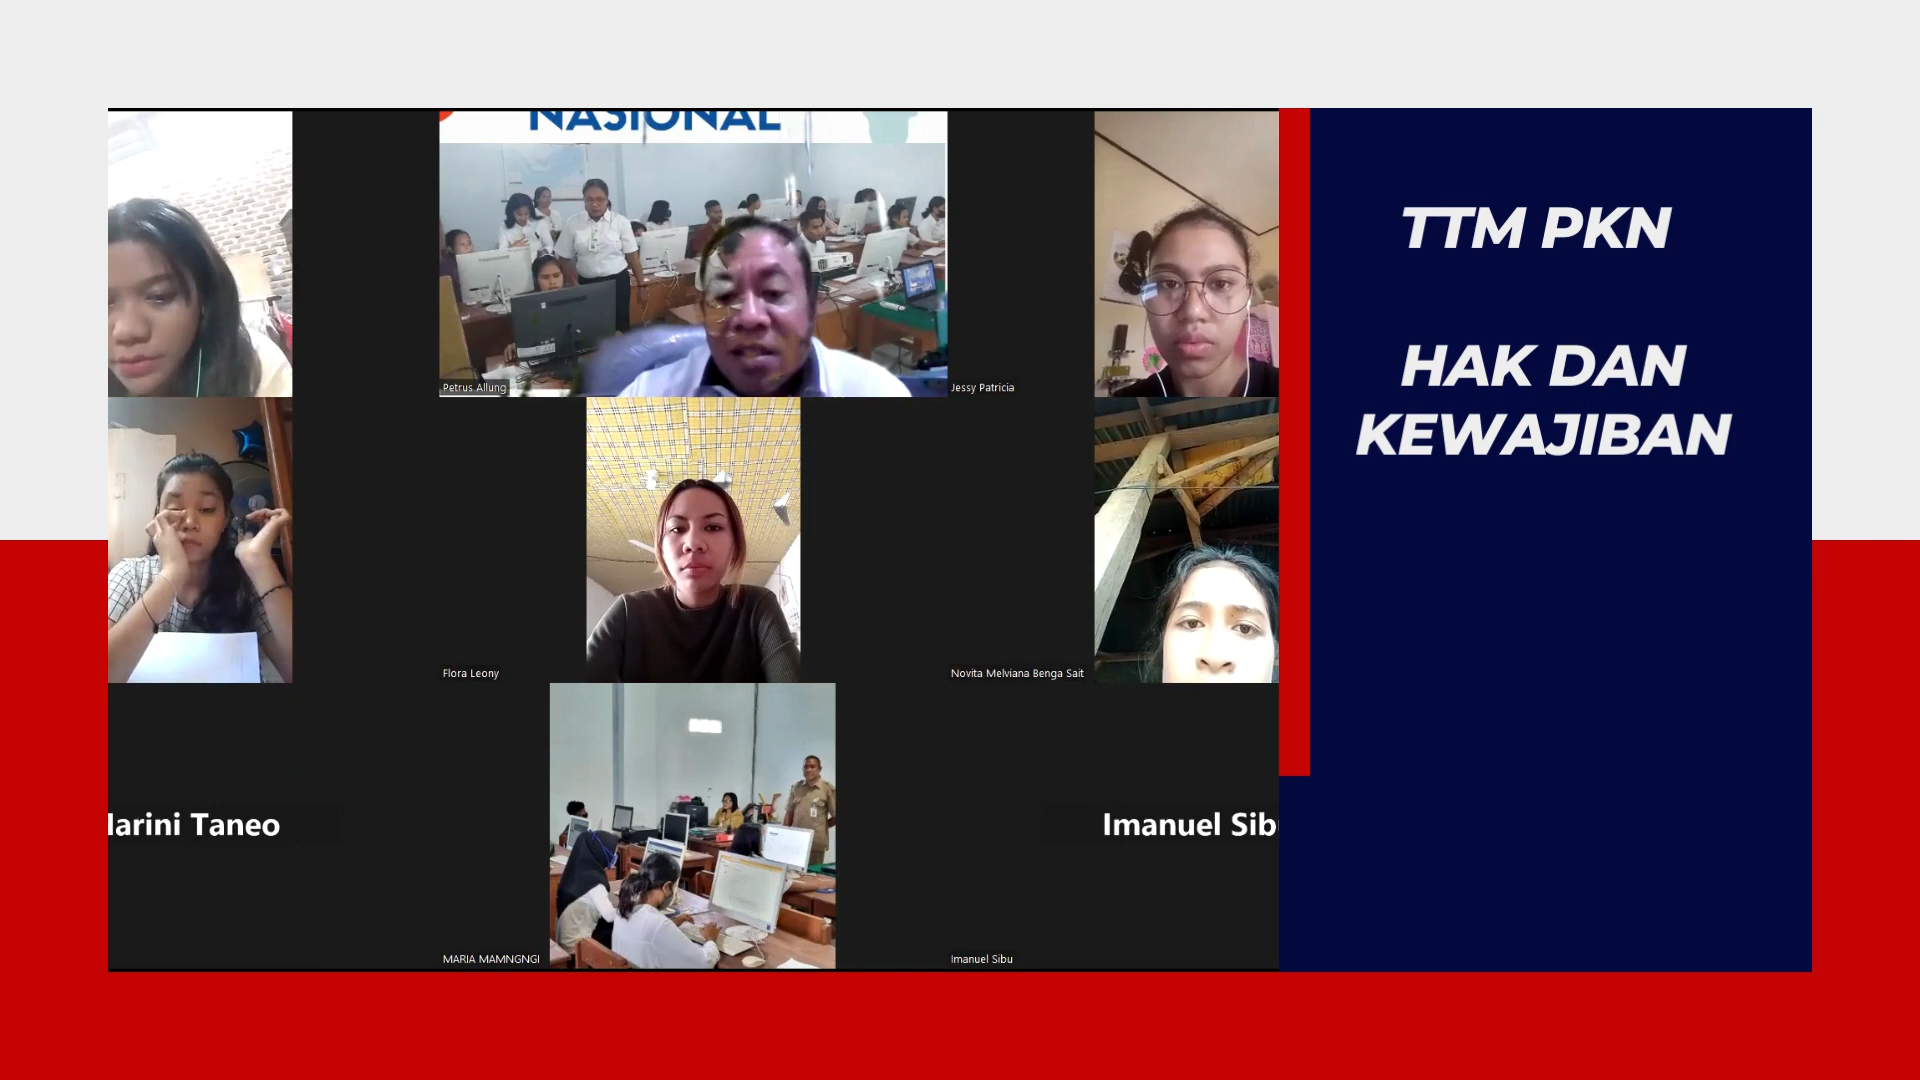 NASIONAL
Petrus Allung
Jessy Patricia
Flora Leony
Novita Melviana Benga Sait
arini Taneo
Imanuel Sib
MARIA MAMNGNGI
Imanuel Sibu
TTM PKN
HAK DAN
KEWAJIBAN